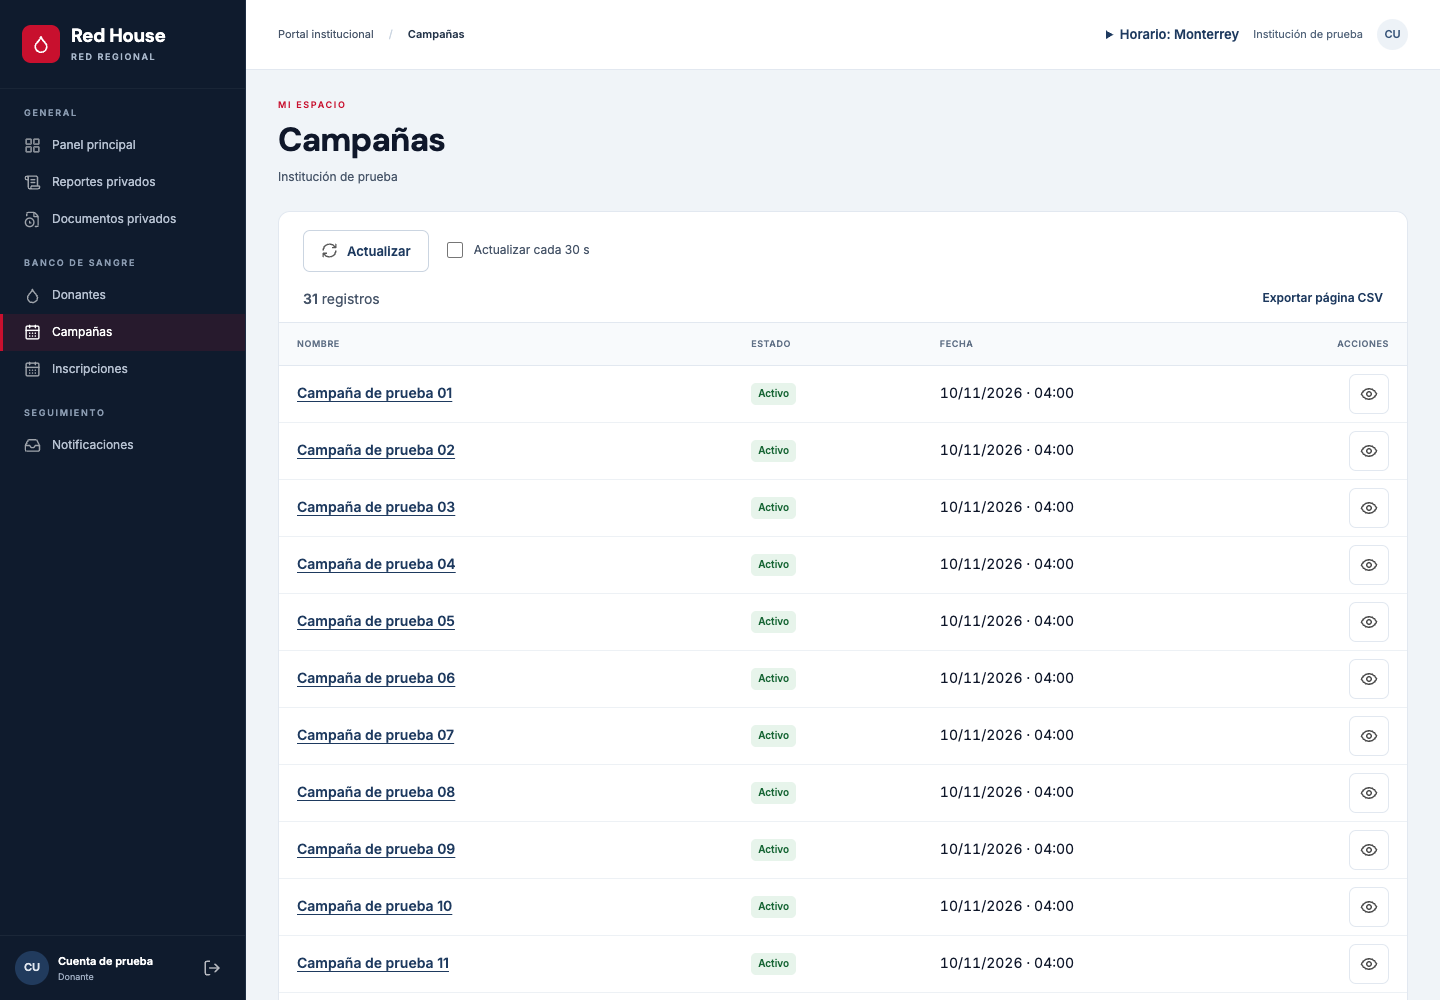 Red House
RED REGIONAL
GENERAL
Panel principal
Reportes privados
Documentos privados
BANCO DE SANGRE
Donantes
Campañas
Inscripciones
SEGUIMIENTO
Notificaciones
CU
Cuenta de prueba
Donante
Portal institucional / Campañas
▶ Horario: Monterrey Institución de prueba CU
MI ESPACIO
Campañas
Institución de prueba
Actualizar Actualizar cada 30 s
31 registros Exportar página CSV
NOMBRE ESTADO FECHA ACCIONES
Campaña de prueba 01 Activo 10/11/2026 · 04:00
Campaña de prueba 02 Activo 10/11/2026 · 04:00
Campaña de prueba 03 Activo 10/11/2026 · 04:00
Campaña de prueba 04 Activo 10/11/2026 · 04:00
Campaña de prueba 05 Activo 10/11/2026 · 04:00
Campaña de prueba 06 Activo 10/11/2026 · 04:00
Campaña de prueba 07 Activo 10/11/2026 · 04:00
Campaña de prueba 08 Activo 10/11/2026 · 04:00
Campaña de prueba 09 Activo 10/11/2026 · 04:00
Campaña de prueba 10 Activo 10/11/2026 · 04:00
Campaña de prueba 11 Activo 10/11/2026 · 04:00